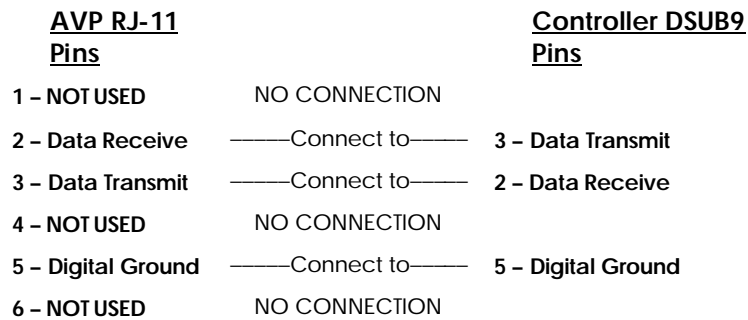 AVP RJ-11 Controller DSUB9
Pins Pins
1 – NOT USED NO CONNECTION
2 – Data Receive –––––Connect to––––– 3 – Data Transmit
3 – Data Transmit –––––Connect to––––– 2 – Data Receive
4 – NOT USED NO CONNECTION
5 – Digital Ground –––––Connect to––––– 5 – Digital Ground
6 – NOT USED NO CONNECTION